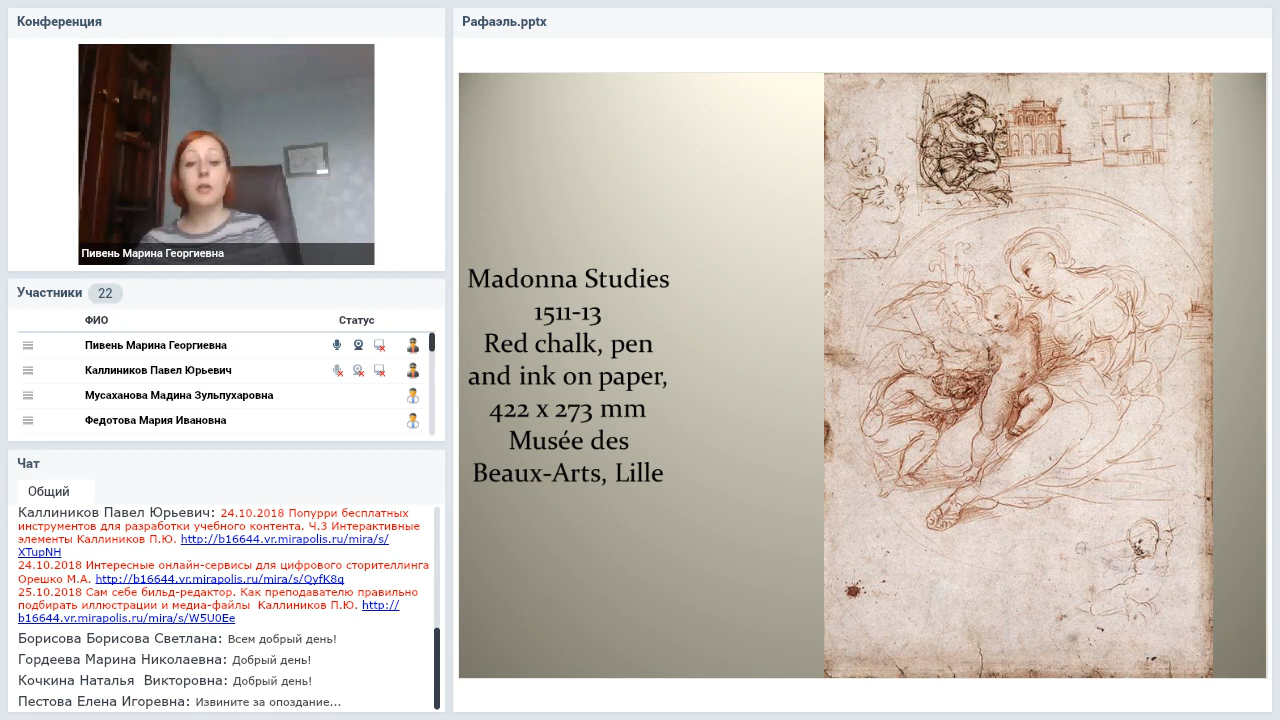 Конференция
Пивень Марина Георгиевна
Участники 22
ФИО Статус
Пивень Марина Георгиевна
Каллиников Павел Юрьевич
Мусаханова Мадина Зульпухаровна
Федотова Мария Ивановна
Чат
Общий
Каллиников Павел Юрьевич: 24.10.2018 Попурри бесплатных
инструментов для разработки учебного контента. Ч.3 Интерактивные
элементы Каллиников П.Ю. http://b16644.vr.mirapolis.ru/mira/s/
XTupNH
24.10.2018 Интересные онлайн-сервисы для цифрового сторителлинга
Орешко М.А. http://b16644.vr.mirapolis.ru/mira/s/QyfK8q
25.10.2018 Сам себе бильд-редактор. Как преподавателю правильно
подбирать иллюстрации и медиа-файлы Каллиников П.Ю. http://
b16644.vr.mirapolis.ru/mira/s/W5U0Ee
Борисова Борисова Светлана: Всем добрый день!
Гордеева Марина Николаевна: Добрый день!
Кочкина Наталья Викторовна: Добрый день!
Пестова Елена Игоревна: Извините за опоздание...
Рафаэль.pptx
Madonna Studies
1511-13
Red chalk, pen
and ink on paper,
422 x 273 mm
Musée des
Beaux-Arts, Lille